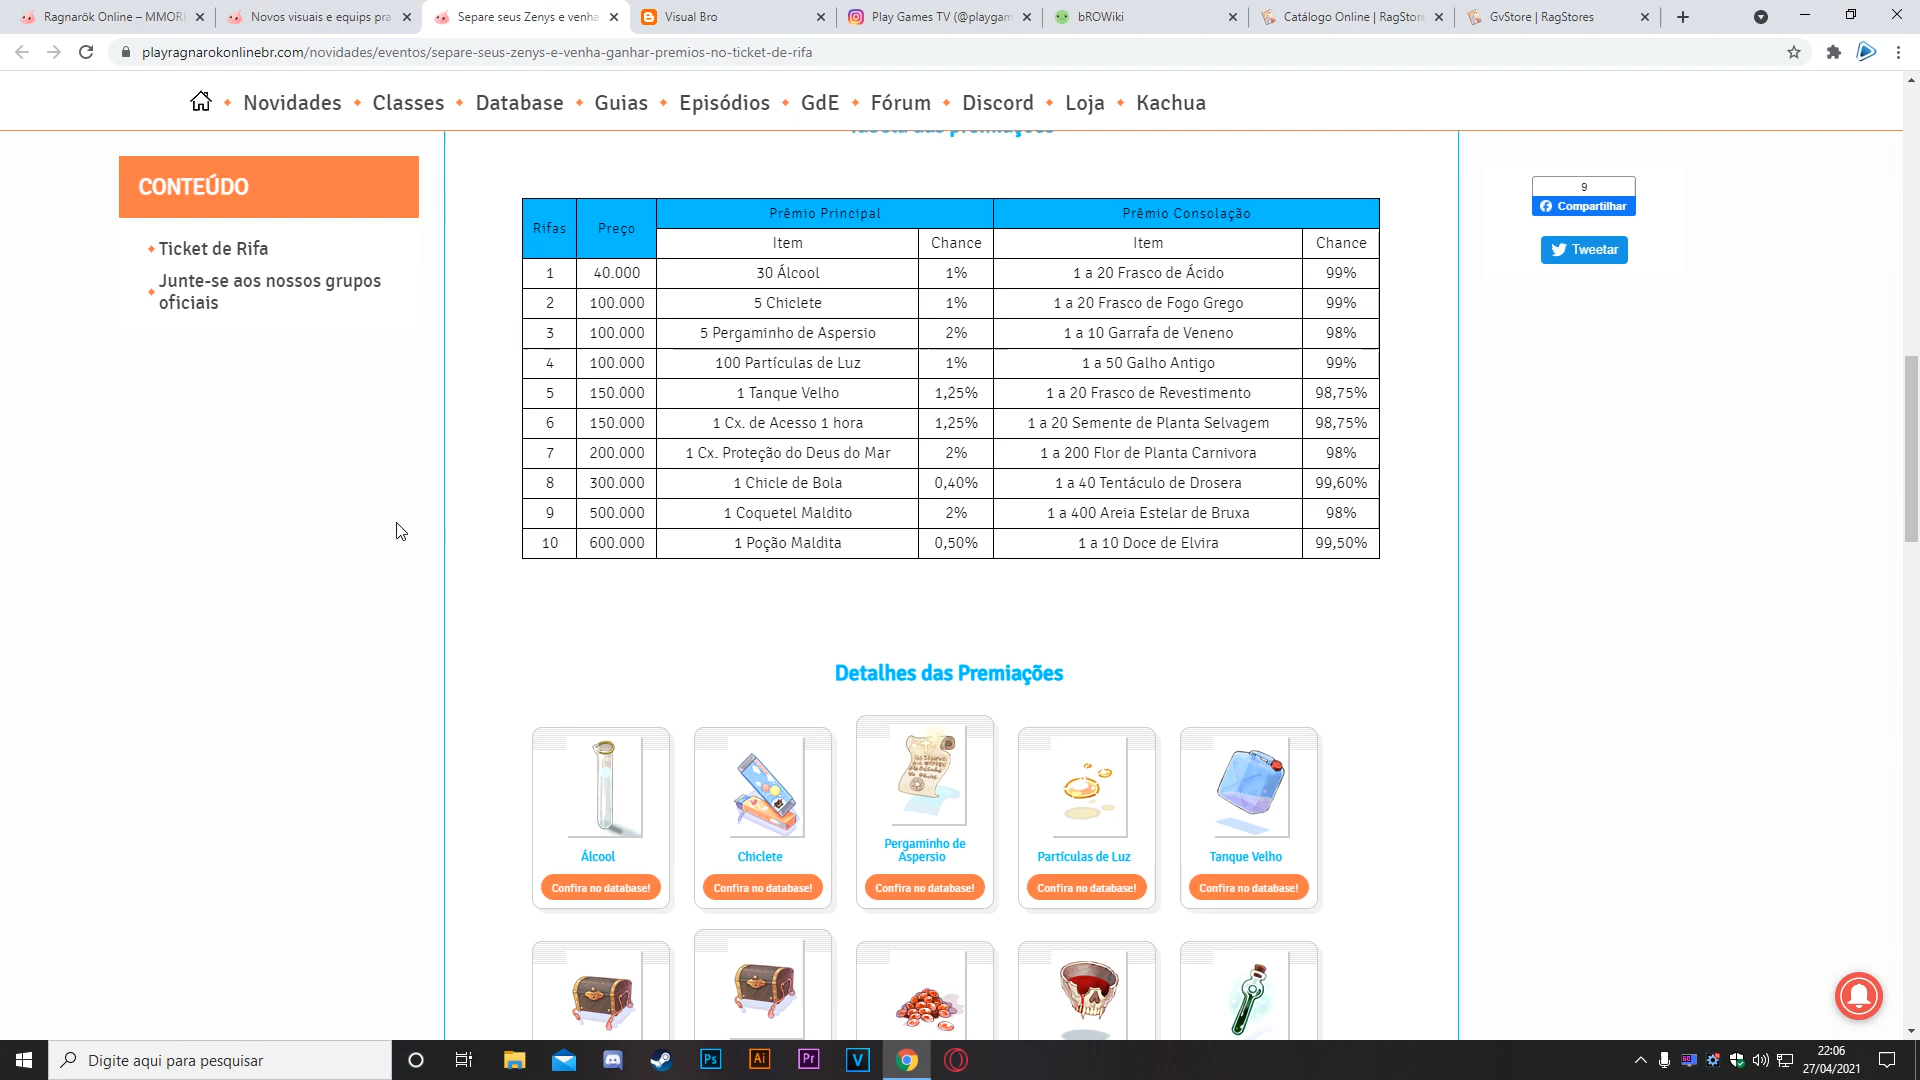 Ragnarök Online – MMORP
Novos visuais e equips pra
Separe seus Zenys e venha
Visual Bro
Play Games TV (@playgam
bROWiki
Catálogo Online | RagStore
GvStore | RagStores
playragnarokonlinebr.com/novidades/eventos/separe-seus-zenys-e-venha-ganhar-premios-no-ticket-de-rifa
Novidades Classes Database Guias Episódios GdE Fórum Discord Loja Kachua
Tabela das premiações
CONTEÚDO
Ticket de Rifa
Junte-se aos nossos grupos
oficiais
9
Compartilhar
Tweetar
Rifas Preço Prêmio Principal Prêmio Consolação
Item Chance Item Chance
1 40.000 30 Álcool 1% 1 a 20 Frasco de Ácido 99%
2 100.000 5 Chiclete 1% 1 a 20 Frasco de Fogo Grego 99%
3 100.000 5 Pergaminho de Aspersio 2% 1 a 10 Garrafa de Veneno 98%
4 100.000 100 Partículas de Luz 1% 1 a 50 Galho Antigo 99%
5 150.000 1 Tanque Velho 1,25% 1 a 20 Frasco de Revestimento 98,75%
6 150.000 1 Cx. de Acesso 1 hora 1,25% 1 a 20 Semente de Planta Selvagem 98,75%
7 200.000 1 Cx. Proteção do Deus do Mar 2% 1 a 200 Flor de Planta Carnivora 98%
8 300.000 1 Chicle de Bola 0,40% 1 a 40 Tentáculo de Drosera 99,60%
9 500.000 1 Coquetel Maldito 2% 1 a 400 Areia Estelar de Bruxa 98%
10 600.000 1 Poção Maldita 0,50% 1 a 10 Doce de Elvira 99,50%
Detalhes das Premiações
Álcool
Chiclete
Pergaminho de
Aspersio
Partículas de Luz
Tanque Velho
Confira no database! Confira no database! Confira no database! Confira no database! Confira no database!
Digite aqui para pesquisar
Ps
Ai
Pr
V
60
22:06
27/04/2021